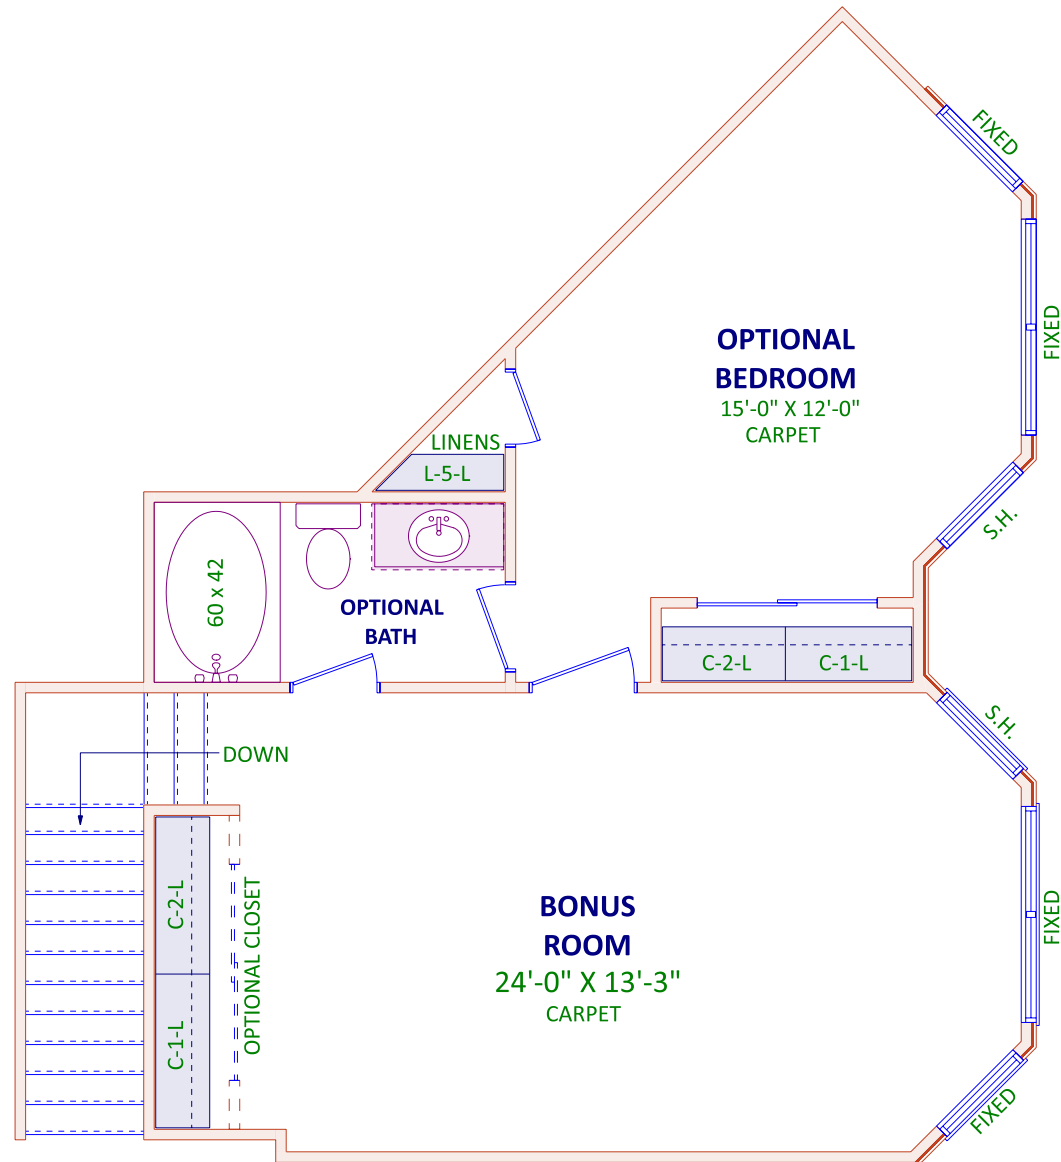 FIXED
FIXED
OPTIONAL
BEDROOM
15'-0" X 12'-0"
CARPET
LINENS
L-5-L
S.H.
60 x 42
OPTIONAL
BATH
C-2-L
C-1-L
S.H.
DOWN
C-2-L
C-1-L
OPTIONAL CLOSET
BONUS
ROOM
24'-0" X 13'-3"
CARPET
FIXED
FIXED